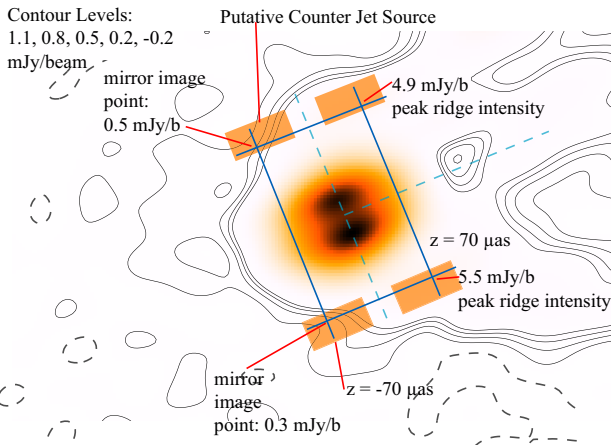 Contour Levels:
1.1, 0.8, 0.5, 0.2, -0.2
mJy/beam
Putative Counter Jet Source
mirror image
point:
0.5 mJy/b
4.9 mJy/b
peak ridge intensity
z = 70 µas
5.5 mJy/b
peak ridge intensity
z = -70 µas
mirror
image
point: 0.3 mJy/b